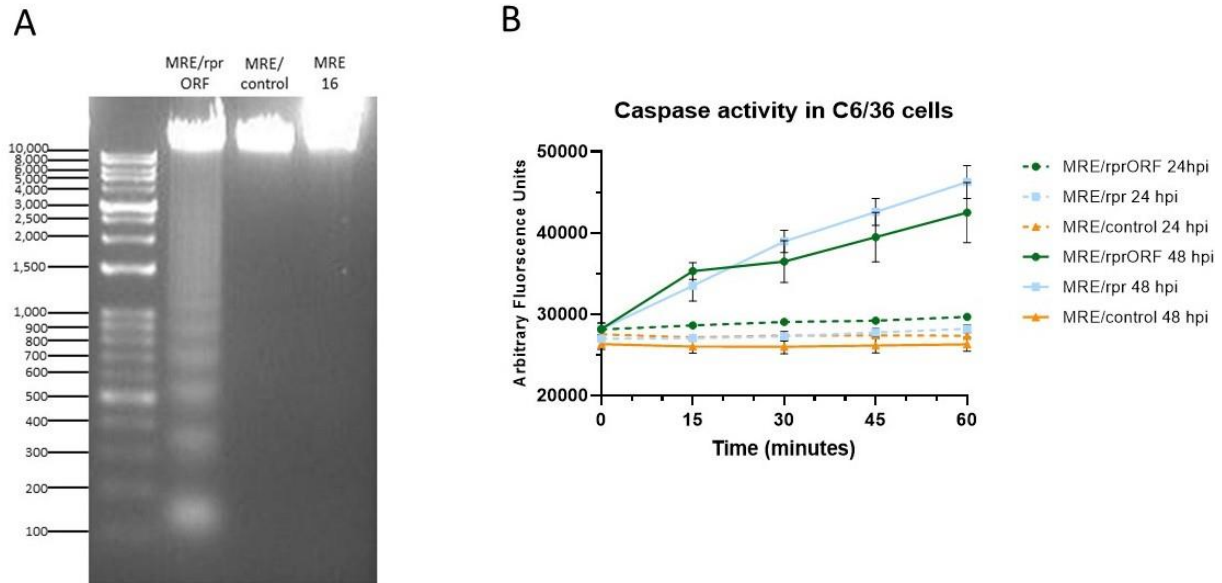 A
MRE/rpr
ORF
MRE/
control
MRE
16
10,000
8,000
6,000
5,000
4,000
3,000
2,500
2,000
1,500
1,000
900
800
700
600
500
400
300
200
100
B
Caspase activity in C6/36 cells
Arbitrary Fluorescence Units
50000
40000
30000
20000
0
15
30
45
60
Time (minutes)
MRE/rprORF 24hpi
MRE/rpr 24 hpi
MRE/control 24 hpi
MRE/rprORF 48 hpi
MRE/rpr 48 hpi
MRE/control 48 hpi